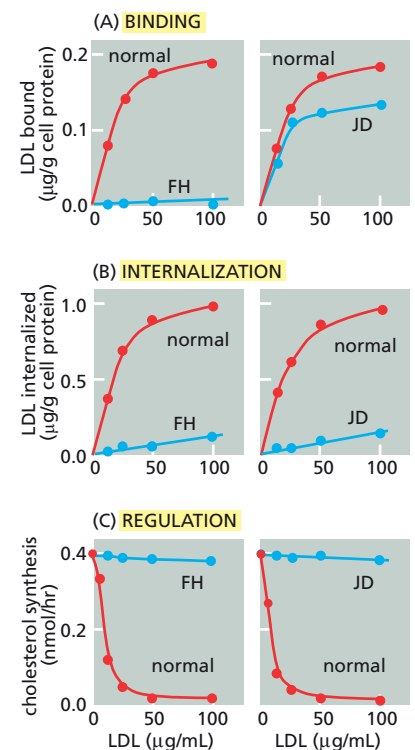 (A) BINDING
LDL bound
(μg/g cell protein)
0.2
0.1
0.0
normal
FH
0 50 100
normal
JD
0 50 100
(B) INTERNALIZATION
LDL internalized
(μg/g cell protein)
1.0
0.5
0.0
normal
FH
0 50 100
normal
JD
0 50 100
(C) REGULATION
cholesterol synthesis
(nmol/hr)
0.4
0.2
0.0
FH
normal
0 50 100
LDL (μg/mL)
JD
normal
0 50 100
LDL (μg/mL)